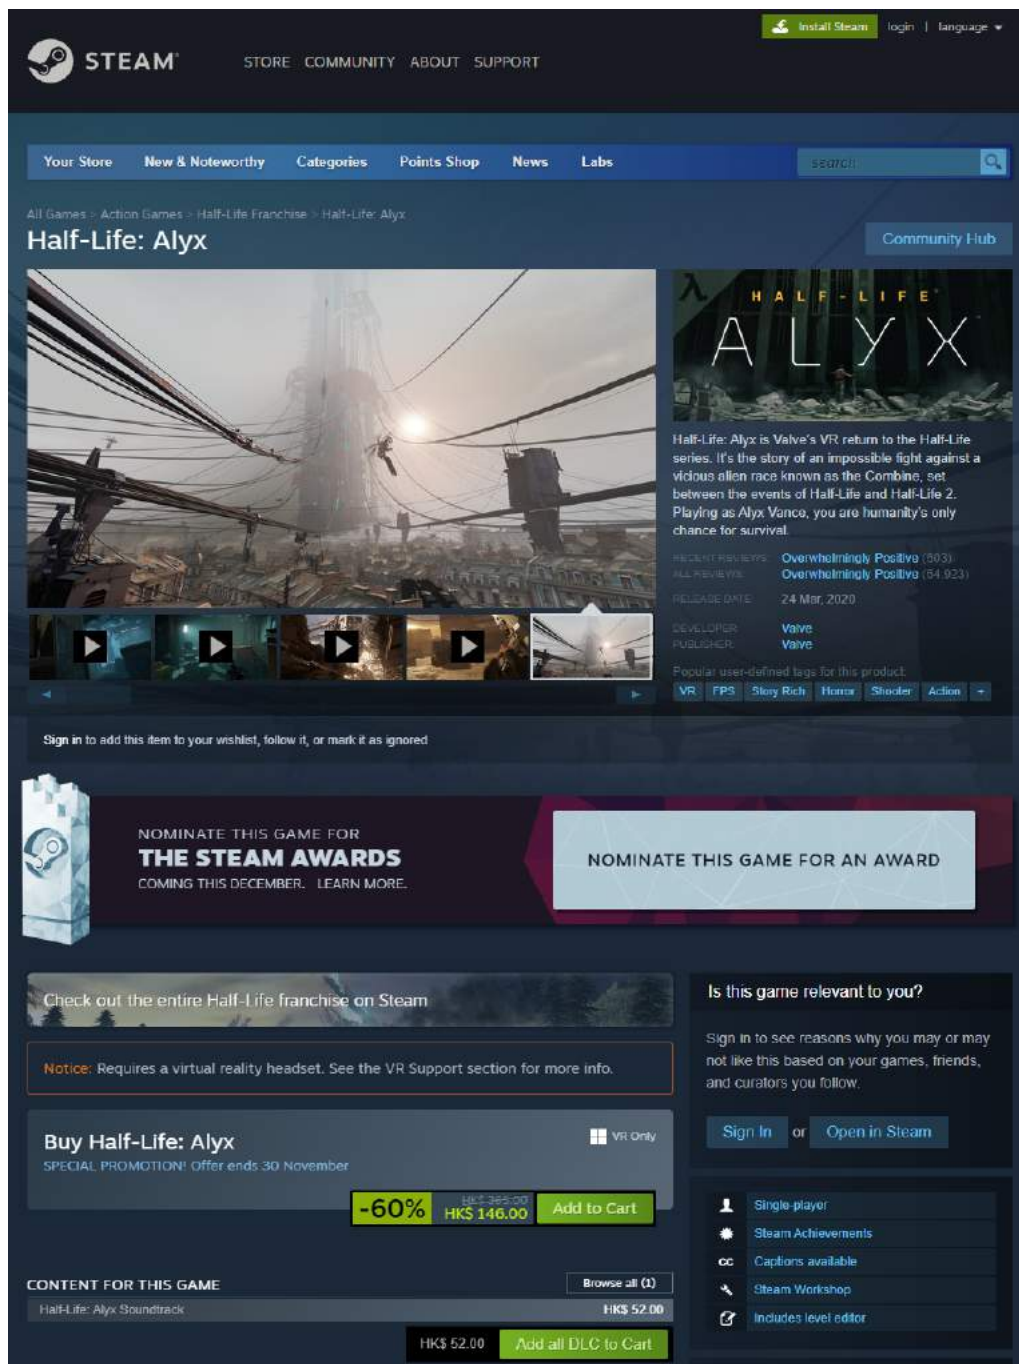 Install Steam login | language
STEAM®
STORE COMMUNITY ABOUT SUPPORT
Your Store New & Noteworthy Categories Points Shop News Labs search
All Games > Action Games > Half-Life Franchise > Half-Life: Alyx
Half-Life: Alyx
Community Hub
HALF-LIFE
ALYX
Half-Life: Alyx is Valve's VR return to the Half-Life
series. It's the story of an impossible fight against a
vicious alien race known as the Combine, set
between the events of Half-Life and Half-Life 2.
Playing as Alyx Vance, you are humanity's only
chance for survival.
RECENT REVIEWS: Overwhelmingly Positive (603)
ALL REVIEWS: Overwhelmingly Positive (64,923)
RELEASE DATE: 24 Mar, 2020
DEVELOPER: Valve
PUBLISHER: Valve
Popular user-defined tags for this product:
VR FPS Story Rich Horror Shooter Action +
Sign in to add this item to your wishlist, follow it, or mark it as ignored
NOMINATE THIS GAME FOR
THE STEAM AWARDS
COMING THIS DECEMBER. LEARN MORE.
NOMINATE THIS GAME FOR AN AWARD
Check out the entire Half-Life franchise on Steam
Notice: Requires a virtual reality headset. See the VR Support section for more info.
Buy Half-Life: Alyx
VR Only
SPECIAL PROMOTION! Offer ends 30 November
-60% HK$ 365.00
HK$ 146.00 Add to Cart
CONTENT FOR THIS GAME Browse all (1)
Half-Life: Alyx Soundtrack HK$ 52.00
HK$ 52.00 Add all DLC to Cart
Is this game relevant to you?
Sign in to see reasons why you may or may
not like this based on your games, friends,
and curators you follow.
Sign In or Open in Steam
Single-player
Steam Achievements
CC Captions available
Steam Workshop
Includes level editor